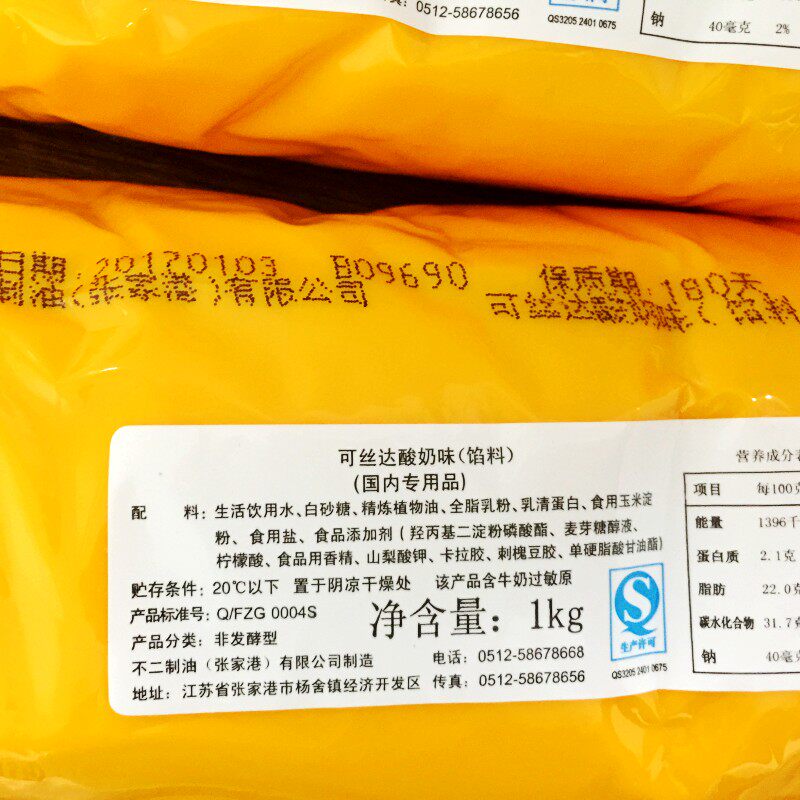 真: 0512-58678656
QS3205 2401 0675
钠 40毫克 2%
日期: 20170103 B09690 保质期: 180天
制油(张家港)有限公司 可丝达酸奶味(馅料
可丝达酸奶味(馅料)
(国内专用品)
配 料: 生活饮用水、白砂糖、精炼植物油、全脂乳粉、乳清蛋白、食用玉米淀
粉、食用盐、食品添加剂(羟丙基二淀粉磷酸酯、麦芽糖醇液、
柠檬酸、食品用香精、山梨酸钾、卡拉胶、刺槐豆胶、单硬脂酸甘油酯)
贮存条件: 20℃以下 置于阴凉干燥处 该产品含牛奶过敏原
产品标准号: Q/FZG 0004S
净含量: 1kg
产品分类: 非发酵型
不二制油(张家港)有限公司制造 电话: 0512-58678668
地址: 江苏省张家港市杨舍镇经济开发区 传真: 0512-58678656
QS
生产许可
QS3205 2401 0675
营养成分表
项目 每100克
能量 1396千
蛋白质 2.1克
脂肪 22.0克
碳水化合物 31.7克
钠 40毫克